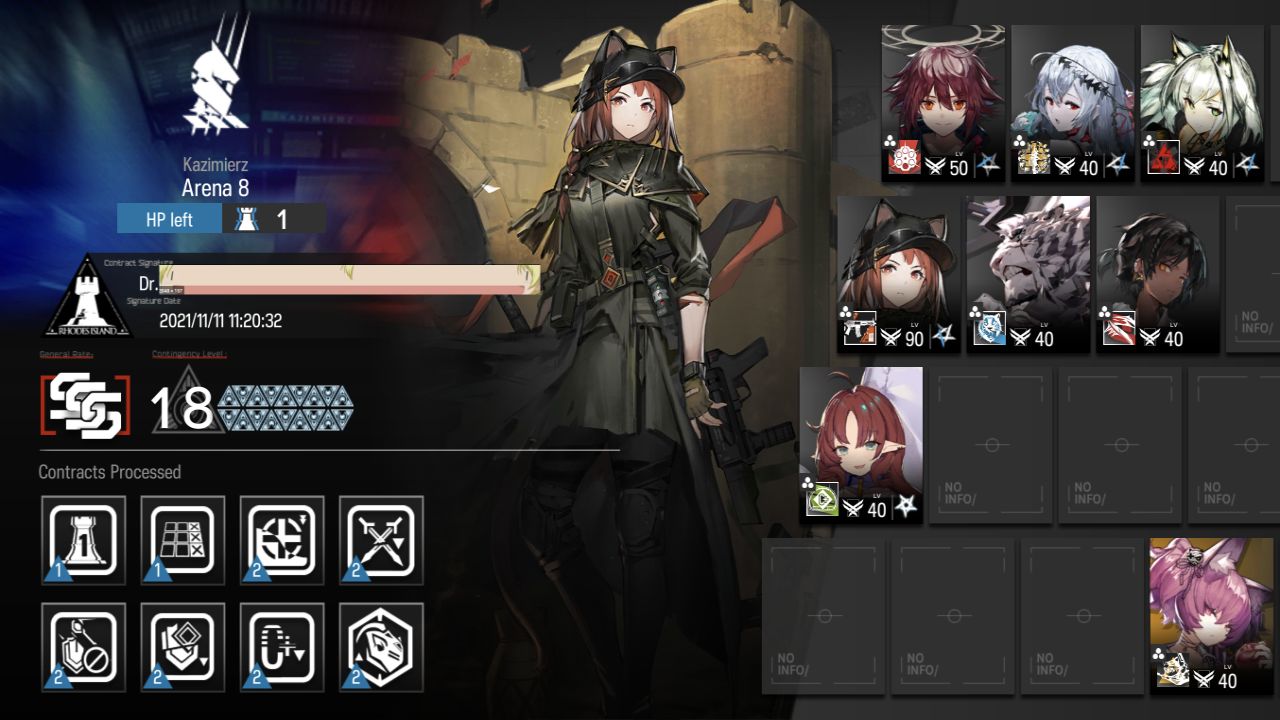 Kazimierz
Arena 8
HP left
1
Contract Signature
Dr.
Signature Date
2021/11/11 11:20:32
RHODES ISLAND
General Rate:
Contingency Level:
SSS
18
Contracts Processed
1
1
1
2
2
2
2
2
2
LV
50
LV
40
LV
40
LV
90
LV
40
LV
40
NO
INFO/
LV
40
NO
INFO/
NO
INFO/
NO
INFO/
NO
INFO/
NO
INFO/
NO
INFO/
LV
40